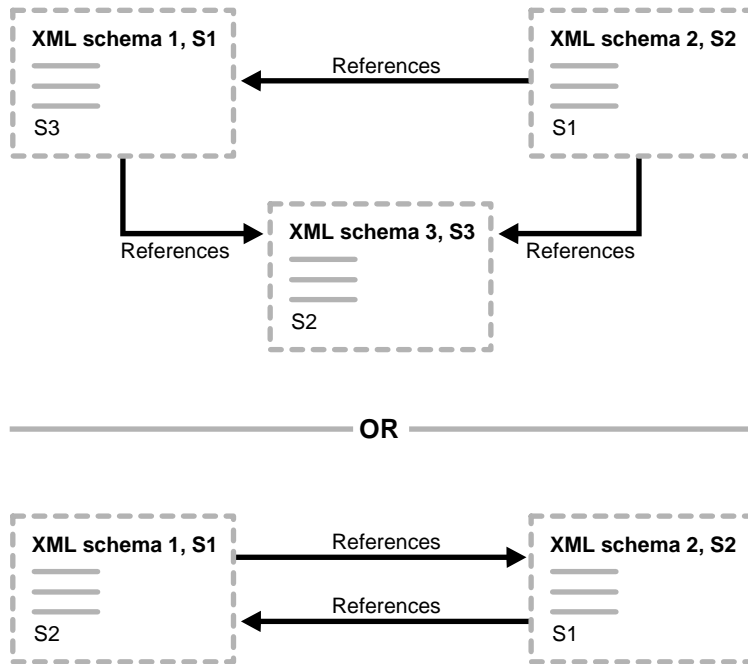 XML schema 1, S1
S3
References
XML schema 2, S2
S1
References
XML schema 3, S3
S2
References
OR
XML schema 1, S1
S2
References
References
XML schema 2, S2
S1